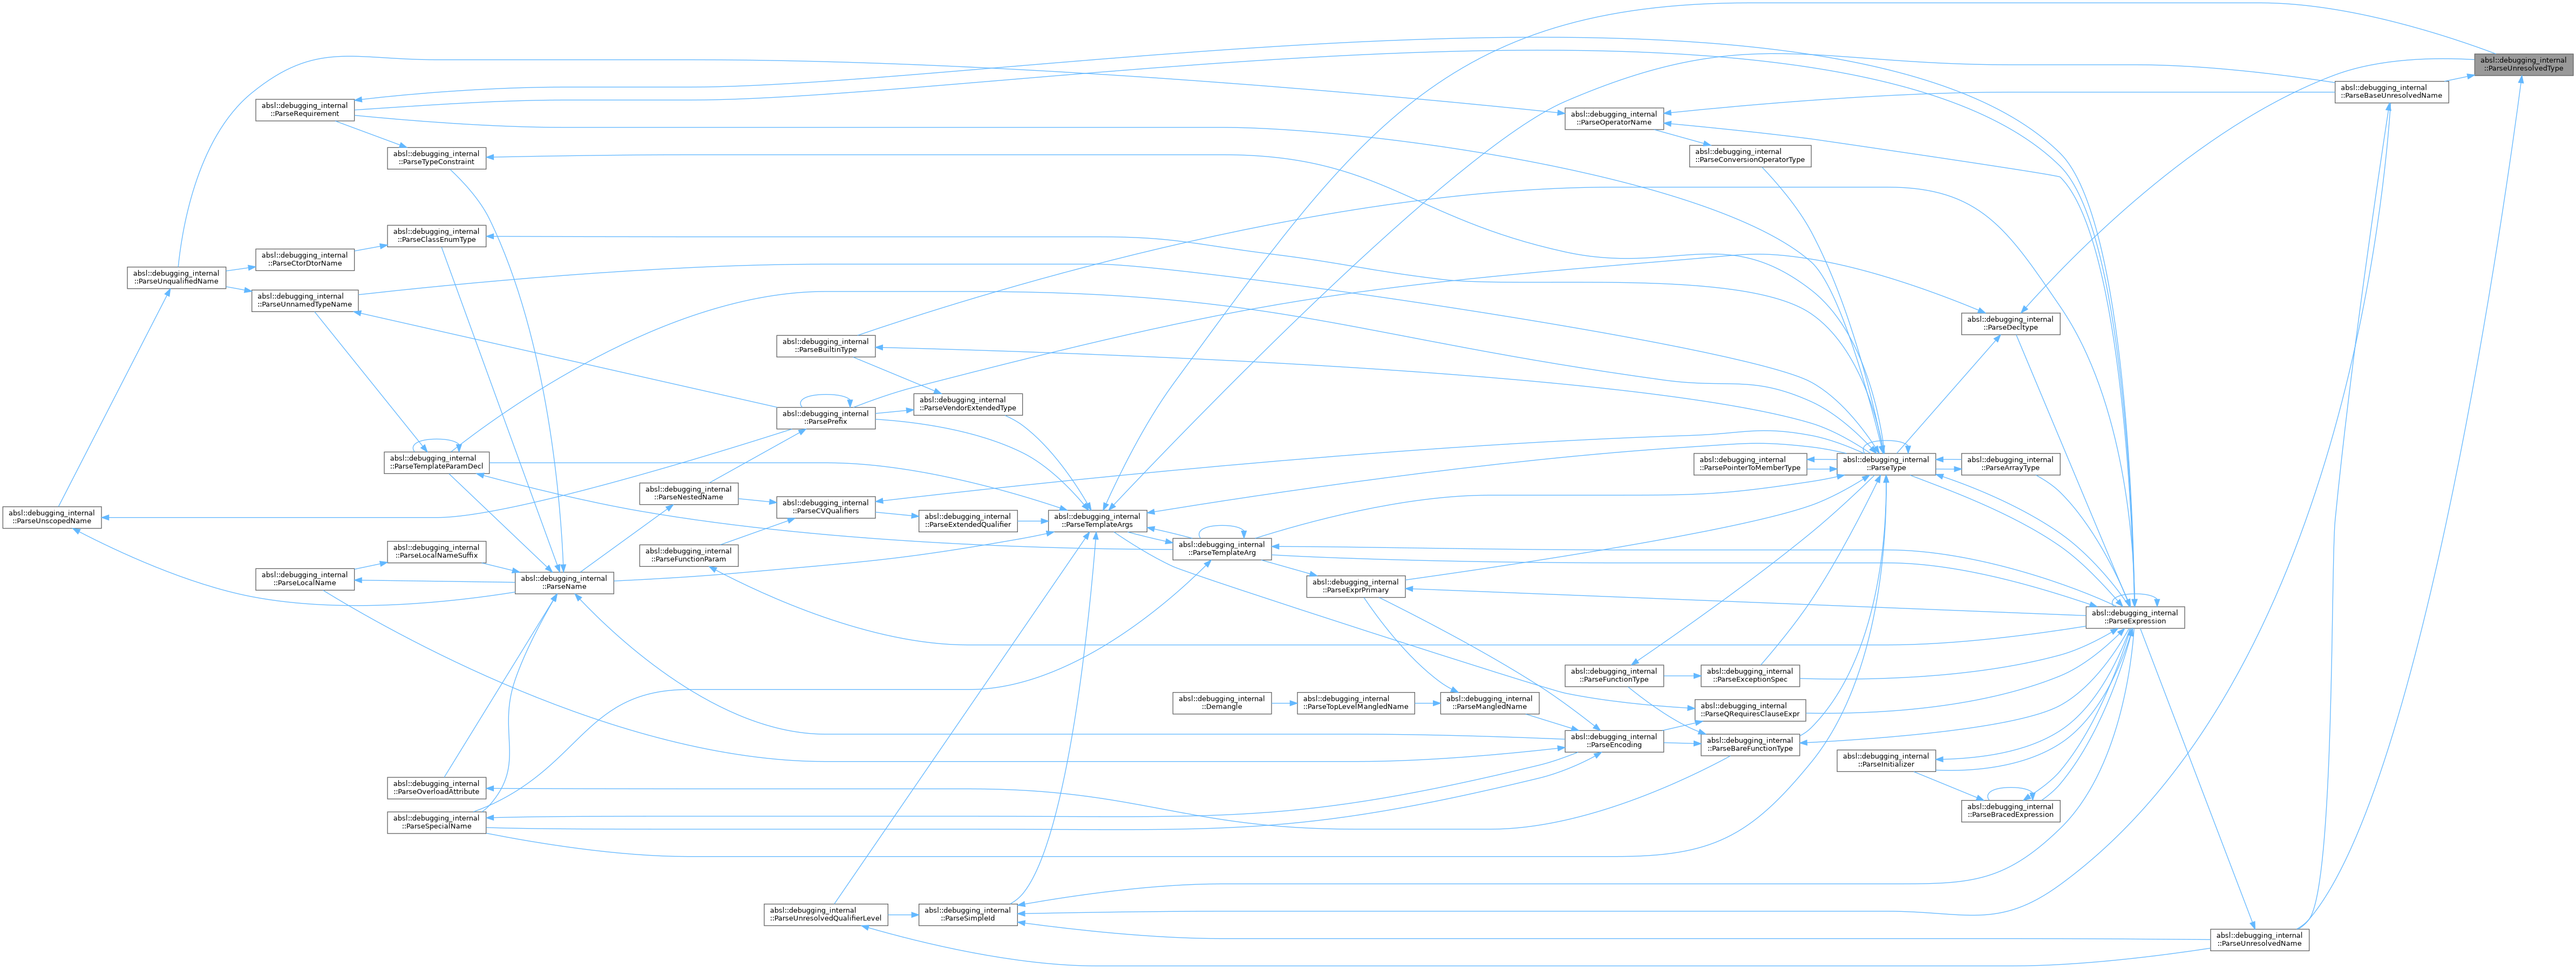 absl::debugging_internal
::ParseUnresolvedType
absl::debugging_internal
::ParseBaseUnresolvedName
absl::debugging_internal
::ParseRequirement
absl::debugging_internal
::ParseOperatorName
absl::debugging_internal
::ParseTypeConstraint
absl::debugging_internal
::ParseConversionOperatorType
absl::debugging_internal
::ParseClassEnumType
absl::debugging_internal
::ParseCtorDtorName
absl::debugging_internal
::ParseUnqualifiedName
absl::debugging_internal
::ParseUnnamedTypeName
absl::debugging_internal
::ParseDecltype
absl::debugging_internal
::ParseBuiltinType
absl::debugging_internal
::ParseVendorExtendedType
absl::debugging_internal
::ParsePrefix
absl::debugging_internal
::ParseTemplateParamDecl
absl::debugging_internal
::ParsePointerToMemberType
absl::debugging_internal
::ParseType
absl::debugging_internal
::ParseArrayType
absl::debugging_internal
::ParseNestedName
absl::debugging_internal
::ParseCVQualifiers
absl::debugging_internal
::ParseExtendedQualifier
absl::debugging_internal
::ParseTemplateArgs
absl::debugging_internal
::ParseUnscopedName
absl::debugging_internal
::ParseLocalNameSuffix
absl::debugging_internal
::ParseFunctionParam
absl::debugging_internal
::ParseTemplateArg
absl::debugging_internal
::ParseLocalName
absl::debugging_internal
::ParseName
absl::debugging_internal
::ParseExprPrimary
absl::debugging_internal
::ParseExpression
absl::debugging_internal
::ParseFunctionType
absl::debugging_internal
::ParseExceptionSpec
absl::debugging_internal
::Demangle
absl::debugging_internal
::ParseTopLevelMangledName
absl::debugging_internal
::ParseMangledName
absl::debugging_internal
::ParseQRequiresClauseExpr
absl::debugging_internal
::ParseEncoding
absl::debugging_internal
::ParseBareFunctionType
absl::debugging_internal
::ParseInitializer
absl::debugging_internal
::ParseOverloadAttribute
absl::debugging_internal
::ParseBracedExpression
absl::debugging_internal
::ParseSpecialName
absl::debugging_internal
::ParseUnresolvedQualifierLevel
absl::debugging_internal
::ParseSimpleId
absl::debugging_internal
::ParseUnresolvedName